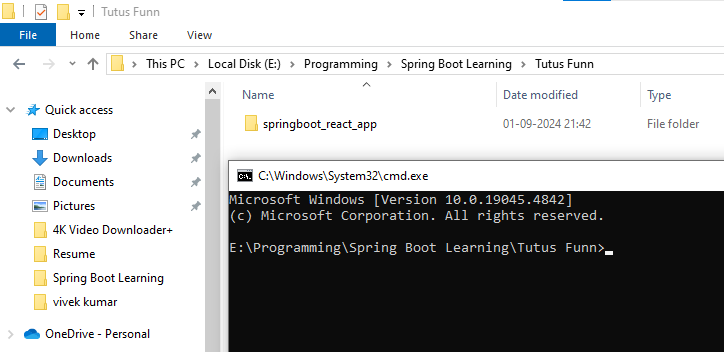 Tutus Funn
File Home Share View
This PC Local Disk (E:) Programming Spring Boot Learning Tutus Funn
Name Date modified Type
Quick access
springboot_react_app 01-09-2024 21:42 File folder
Desktop
Downloads
Documents
Pictures
4K Video Downloader+
Resume
Spring Boot Learning
vivek kumar
OneDrive - Personal
C:\Windows\System32\cmd.exe
Microsoft Windows [Version 10.0.19045.4842]
(c) Microsoft Corporation. All rights reserved.
E:\Programming\Spring Boot Learning\Tutus Funn>